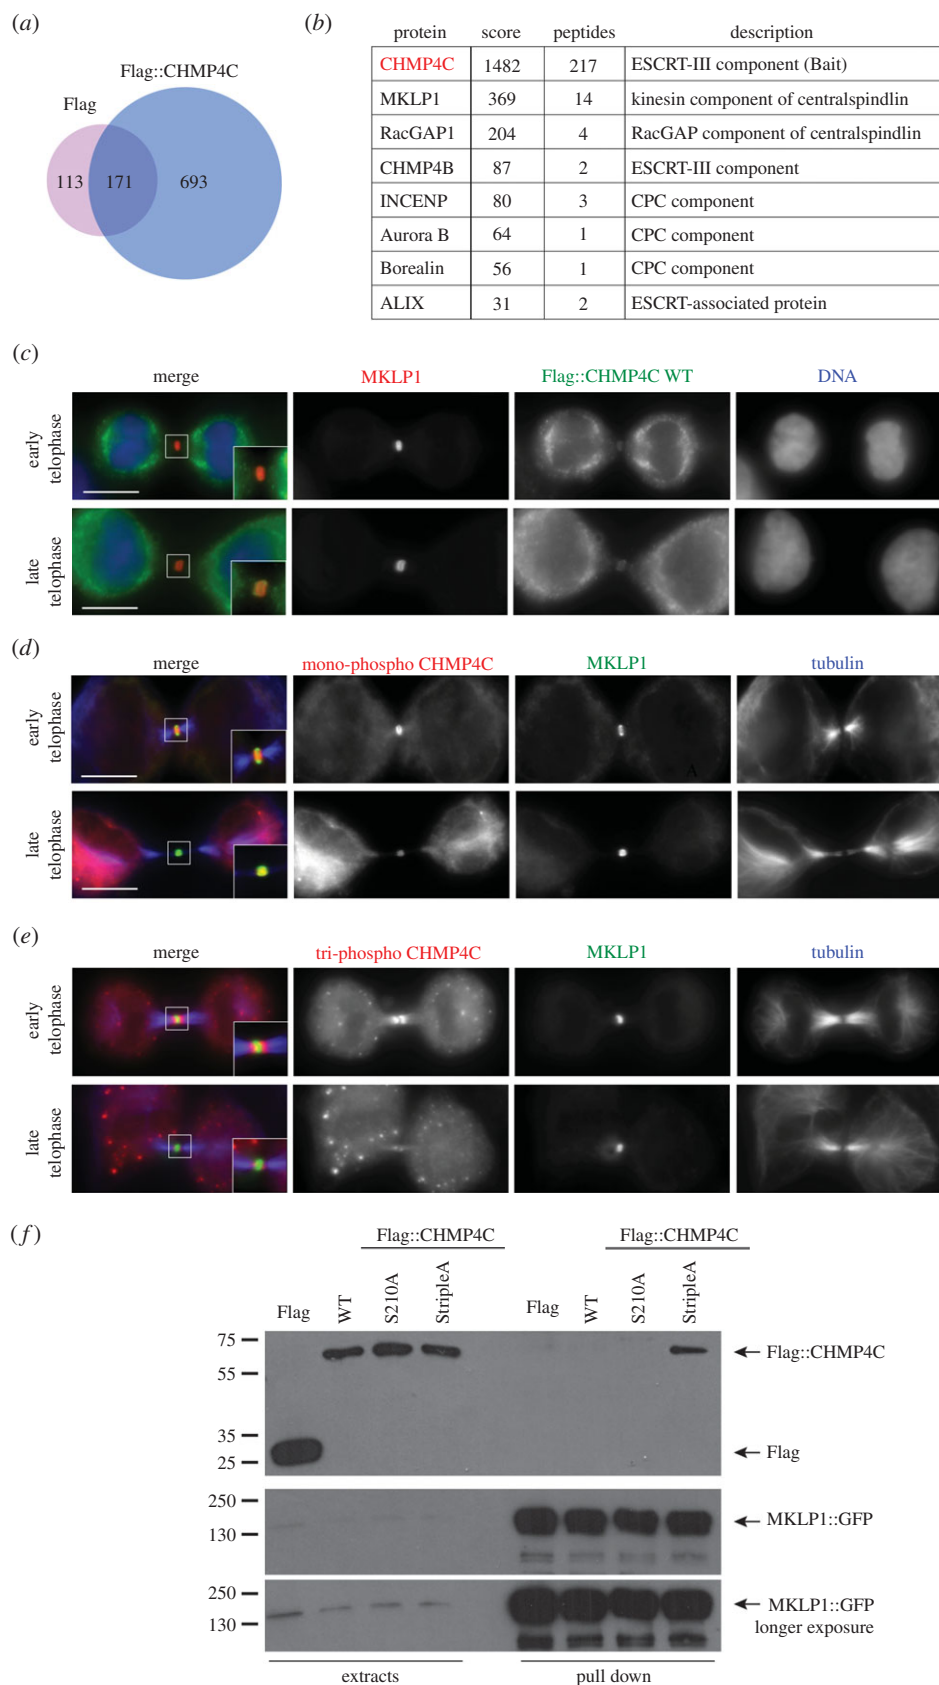 (a)
Flag::CHMP4C
Flag
113 171 693
(b)
protein score peptides description
CHMP4C 1482 217 ESCRT-III component (Bait)
MKLP1 369 14 kinesin component of centralspindlin
RacGAP1 204 4 RacGAP component of centralspindlin
CHMP4B 87 2 ESCRT-III component
INCENP 80 3 CPC component
Aurora B 64 1 CPC component
Borealin 56 1 CPC component
ALIX 31 2 ESCRT-associated protein
(c)
merge MKLP1 Flag::CHMP4C WT DNA
early
telophase
late
telophase
(d)
merge mono-phospho CHMP4C MKLP1 tubulin
early
telophase
A
late
telophase
(e)
merge tri-phospho CHMP4C MKLP1 tubulin
early
telophase
late
telophase
(f)
Flag::CHMP4C Flag::CHMP4C
Flag WT S210A StripleA Flag WT S210A StripleA
75
55
35
25
Flag::CHMP4C
Flag
250
130
MKLP1::GFP
250
130
MKLP1::GFP
longer exposure
extracts pull down